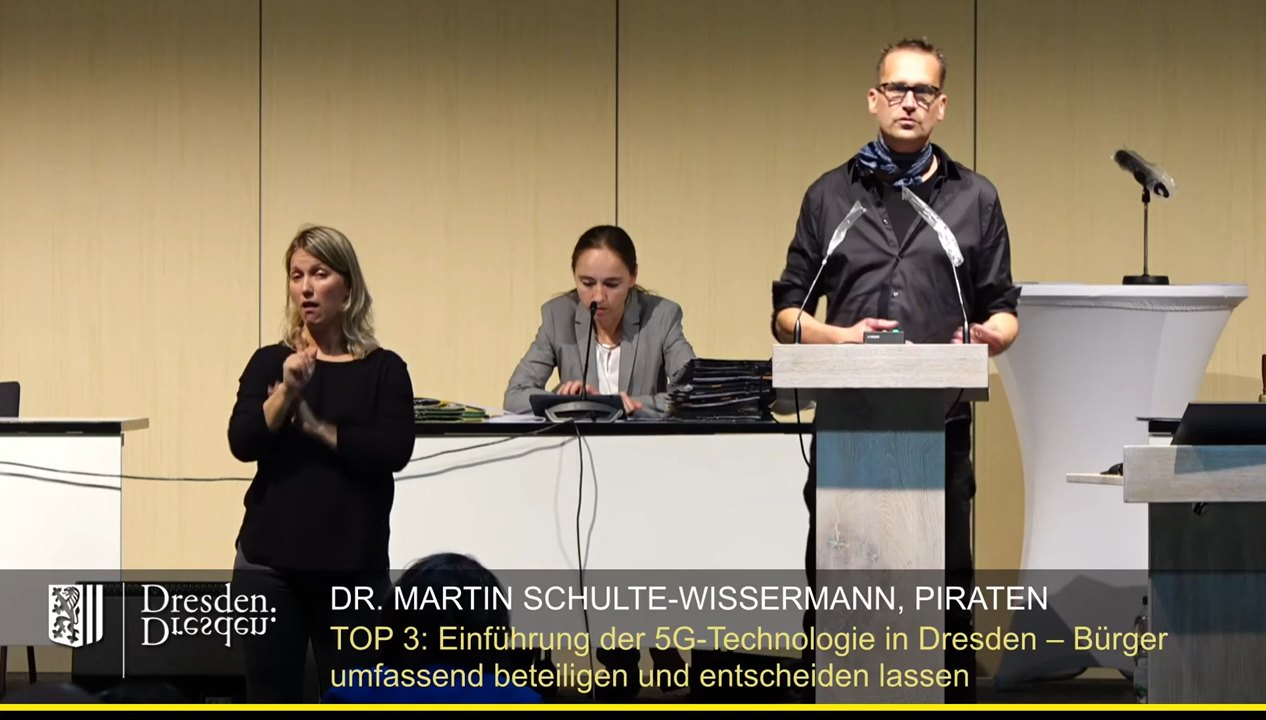 Dresden.
Dresden.
DR. MARTIN SCHULTE-WISSERMANN, PIRATEN
TOP 3: Einführung der 5G-Technologie in Dresden – Bürger
umfassend beteiligen und entscheiden lassen